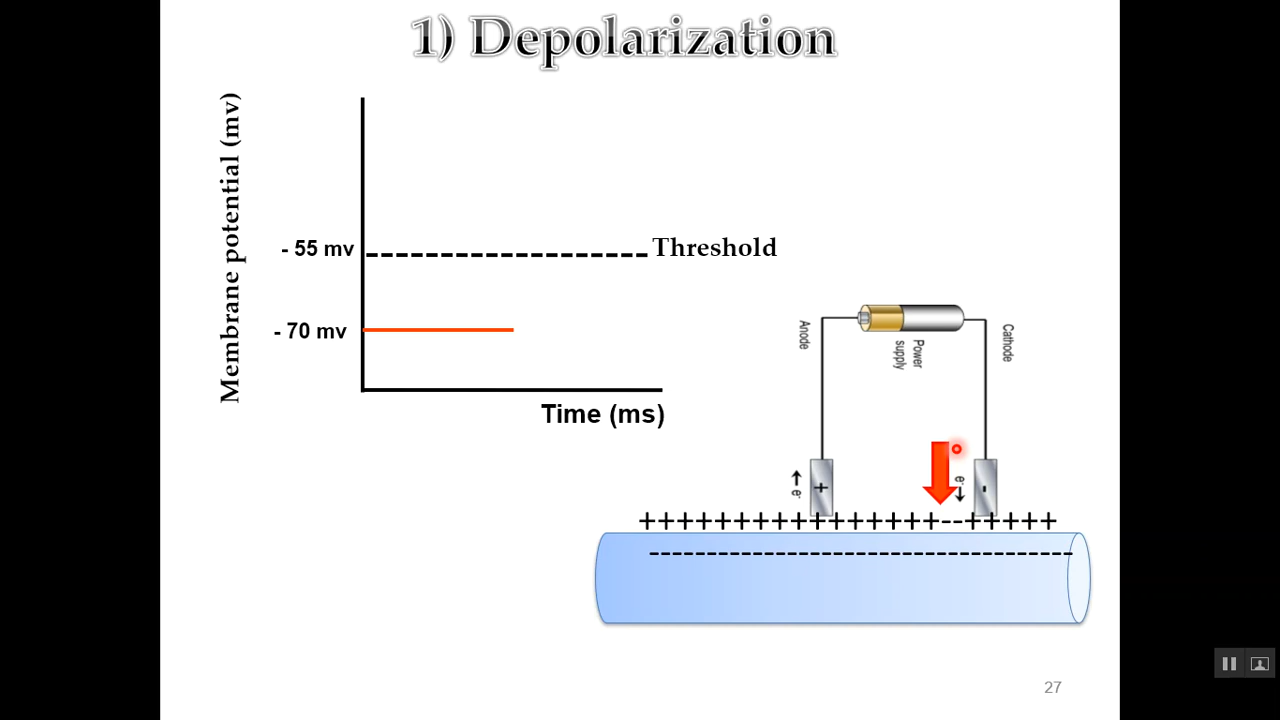 1) Depolarization
Membrane potential (mv)
- 55 mv
Threshold
- 70 mv
Time (ms)
Anode
Power
supply
Cathode
+
e-
e-
-
+++++++++++++++--+++++
-----------------------------------------
27